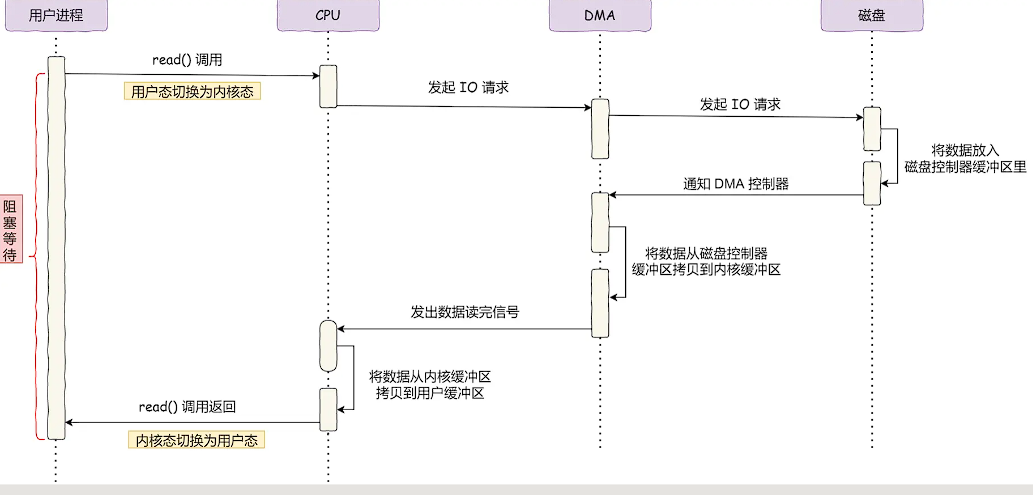 用户进程
CPU
DMA
磁盘
read() 调用
用户态切换为内核态
发起 IO 请求
发起 IO 请求
将数据放入
磁盘控制器缓冲区里
通知 DMA 控制器
阻
塞
等
待
将数据从磁盘控制器
缓冲区拷贝到内核缓冲区
发出数据读完信号
将数据从内核缓冲区
拷贝到用户缓冲区
read() 调用返回
内核态切换为用户态